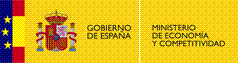 GOBIERNO
DE ESPAÑA
MINISTERIO
DE ECONOMÍA
Y COMPETITIVIDAD